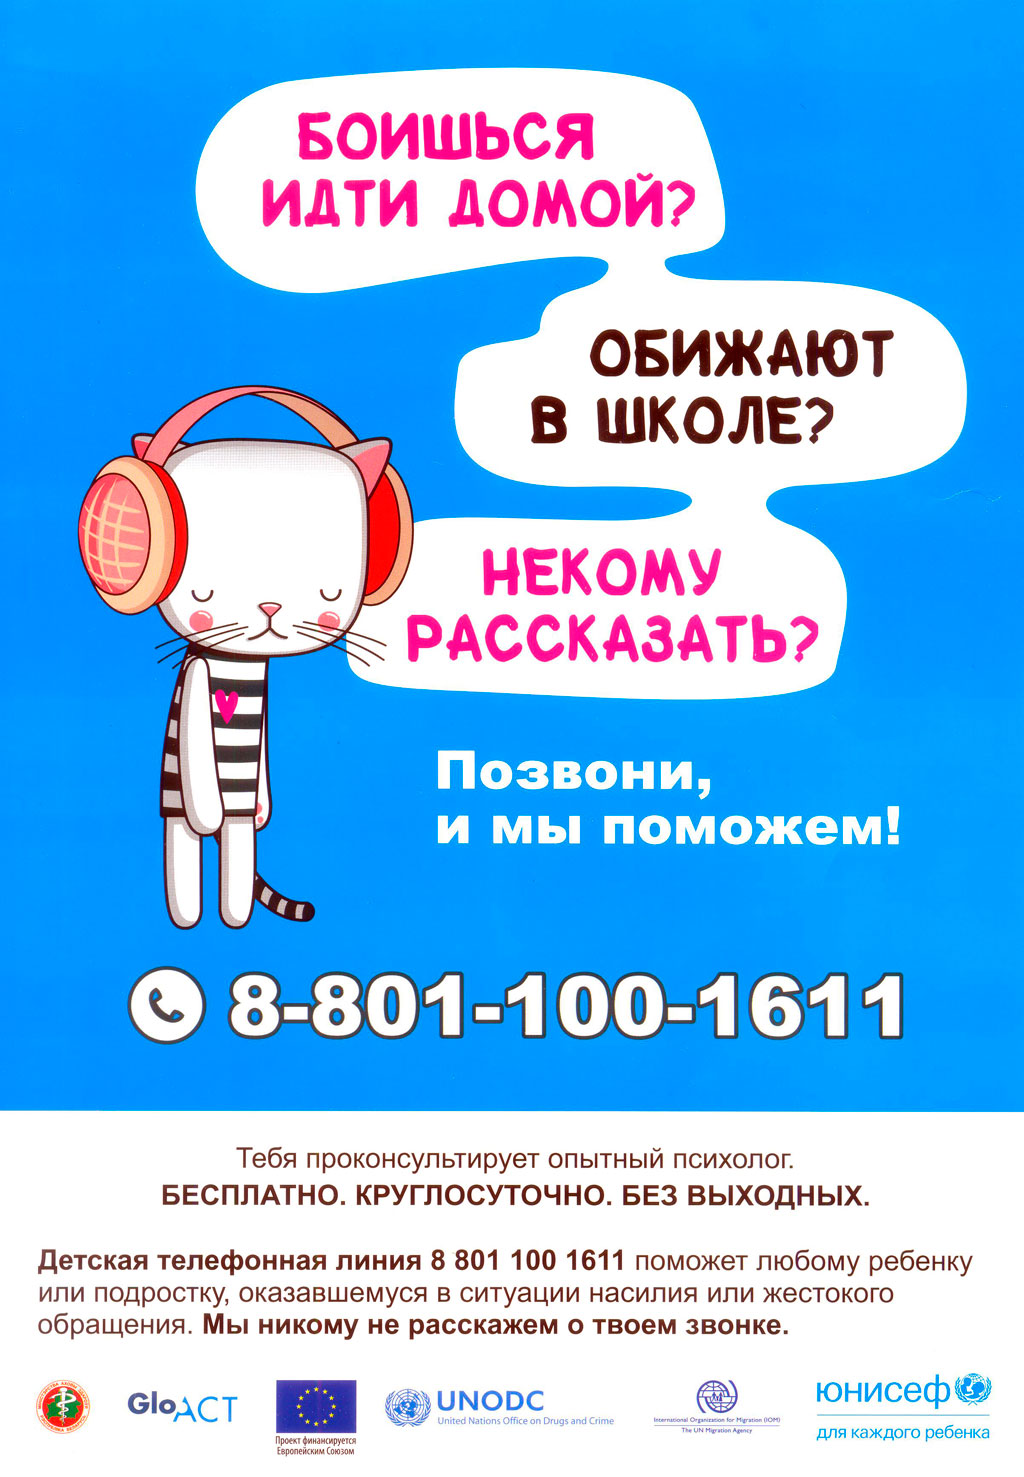 БОИШЬСЯ
ИДТИ ДОМОЙ?
ОБИЖАЮТ
В ШКОЛЕ?
НЕКОМУ
РАССКАЗАТЬ?
Позвони,
и мы поможем!
8-801-100-1611
Тебя проконсультирует опытный психолог.
БЕСПЛАТНО. КРУГЛОСУТОЧНО. БЕЗ ВЫХОДНЫХ.
Детская телефонная линия 8 801 100 1611 поможет любому ребенку
или подростку, оказавшемуся в ситуации насилия или жестокого
обращения. Мы никому не расскажем о твоем звонке.
GloACT
Проект финансируется
Европейским Союзом
UNODC
United Nations Office on Drugs and Crime
International Organization for Migration (IOM)
The UN Migration Agency
юнисеф
для каждого ребенка